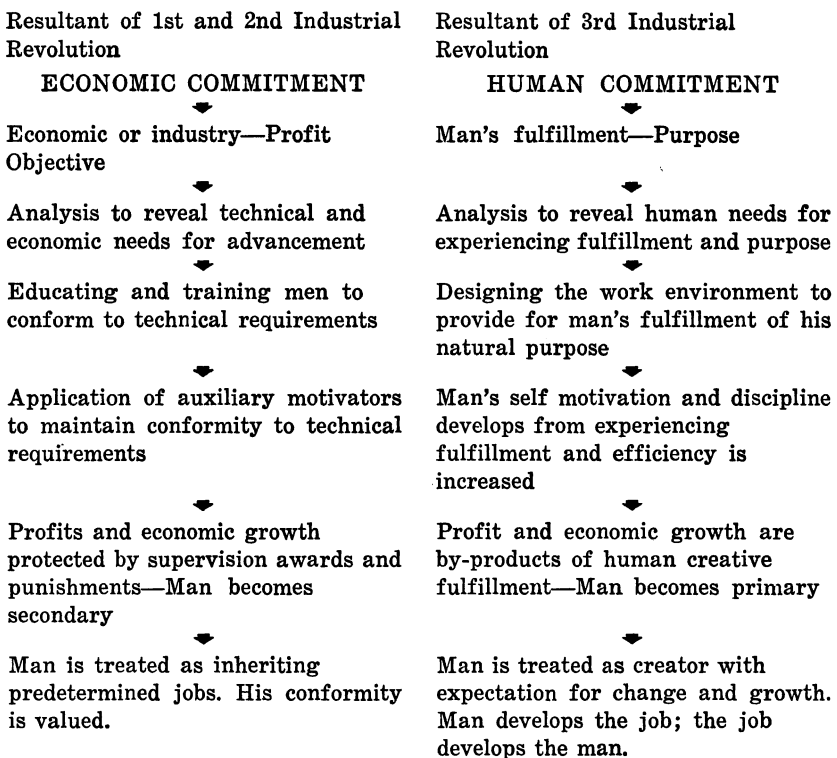 Resultant of 1st and 2nd Industrial
Revolution
ECONOMIC COMMITMENT
Economic or industry—Profit
Objective
Analysis to reveal technical and
economic needs for advancement
Educating and training men to
conform to technical requirements
Application of auxiliary motivators
to maintain conformity to technical
requirements
Profits and economic growth
protected by supervision awards and
punishments—Man becomes
secondary
Man is treated as inheriting
predetermined jobs. His conformity
is valued.
Resultant of 3rd Industrial
Revolution
HUMAN COMMITMENT
Man's fulfillment—Purpose
Analysis to reveal human needs for
experiencing fulfillment and purpose
Designing the work environment to
provide for man's fulfillment of his
natural purpose
Man's self motivation and discipline
develops from experiencing
fulfillment and efficiency is
increased
Profit and economic growth are
by-products of human creative
fulfillment—Man becomes primary
Man is treated as creator with
expectation for change and growth.
Man develops the job; the job
develops the man.